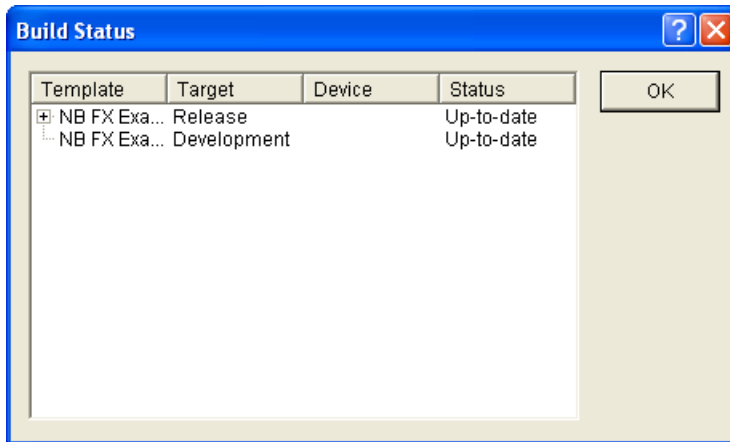 Build Status
Template Target Device Status
NB FX Exa... Release Up-to-date
NB FX Exa... Development Up-to-date
OK